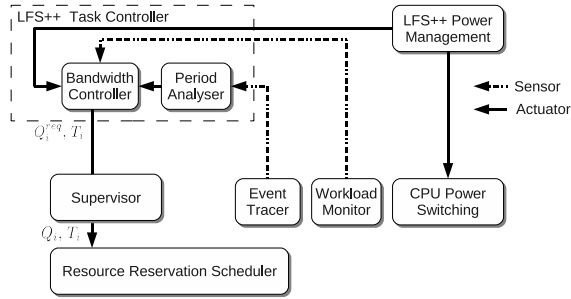 LFS++ Task Controller
LFS++ Power
Management
Bandwidth
Controller
Period
Analyser
Sensor
Actuator
Q_i^{req}, T_i
Supervisor
Event
Tracer
Workload
Monitor
CPU Power
Switching
Q_i, T_i
Resource Reservation Scheduler